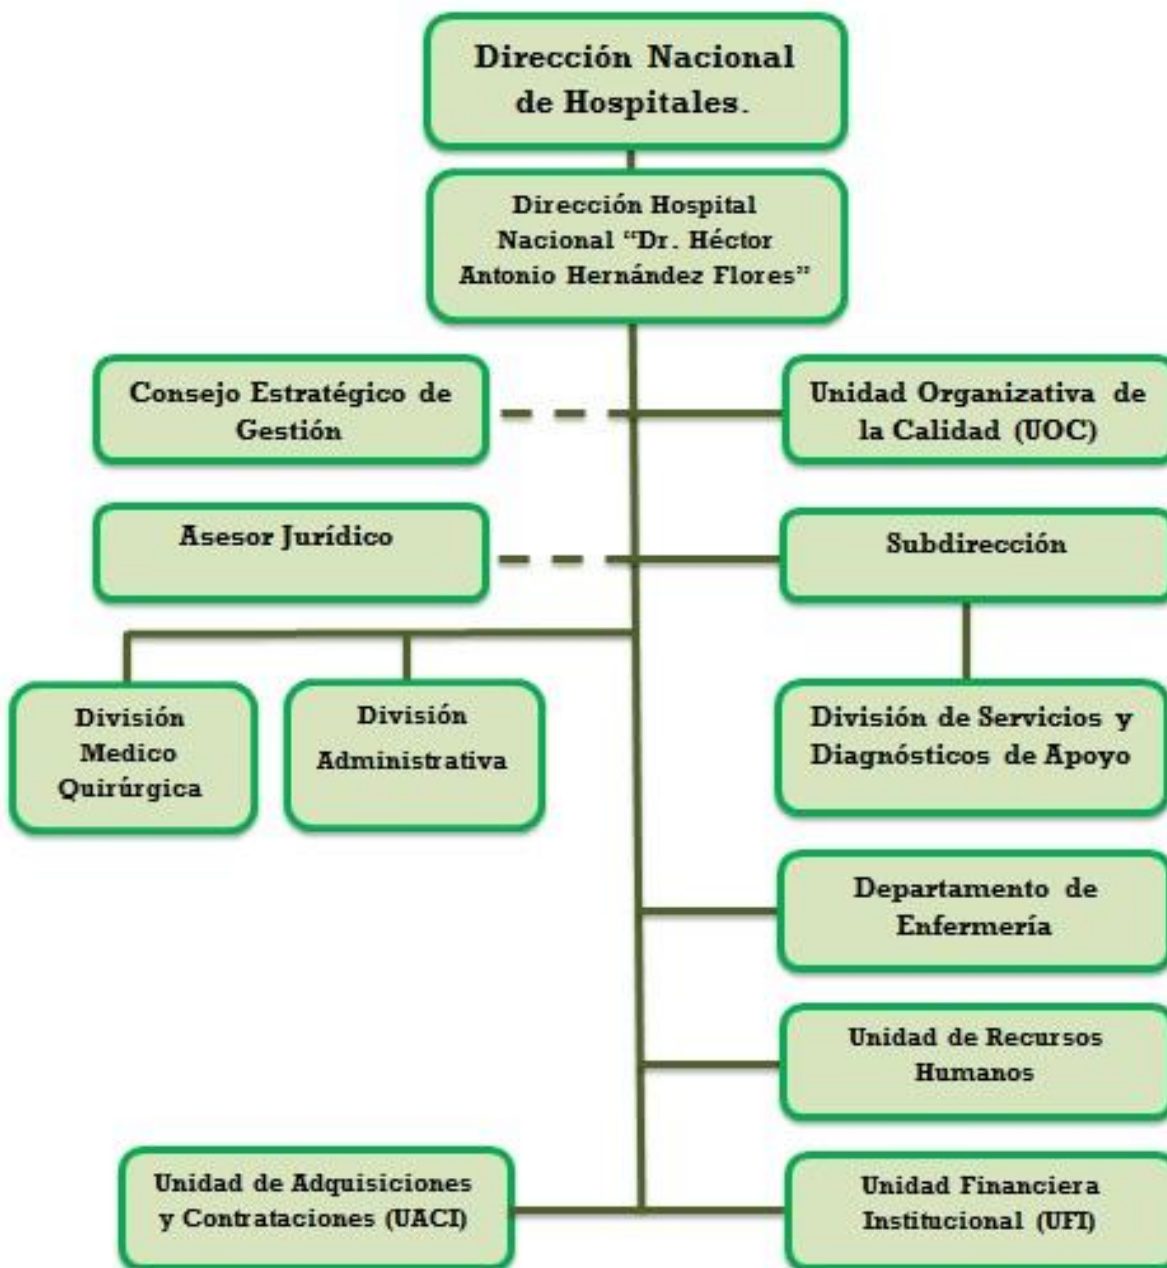 Dirección Nacional
de Hospitales.
Dirección Hospital
Nacional “Dr. Héctor
Antonio Hernández Flores”
Consejo Estratégico de
Gestión
Unidad Organizativa de
la Calidad (UOC)
Asesor Jurídico
Subdirección
División
Medico
Quirúrgica
División
Administrativa
División de Servicios y
Diagnósticos de Apoyo
Departamento de
Enfermería
Unidad de Recursos
Humanos
Unidad de Adquisiciones
y Contrataciones (UACI)
Unidad Financiera
Institucional (UFI)